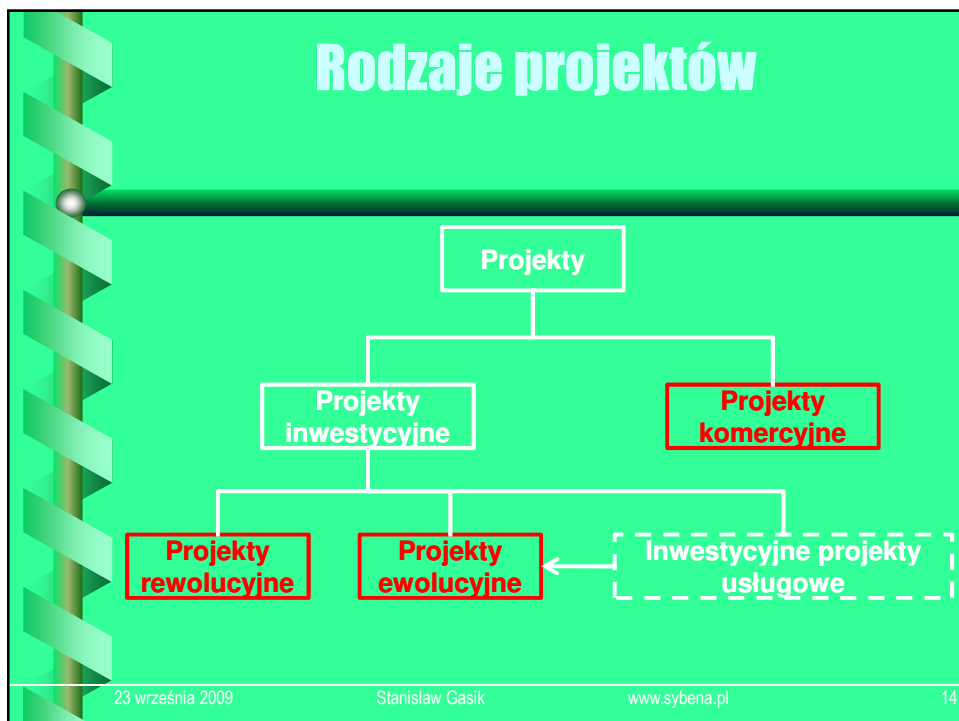 Rodzaje projektów
Projekty
Projekty
inwestycyjne
Projekty
komercyjne
Projekty
rewolucyjne
Projekty
ewolucyjne
Inwestycyjne projekty
usługowe
23 września 2009 Stanisław Gasik www.sybena.pl 14